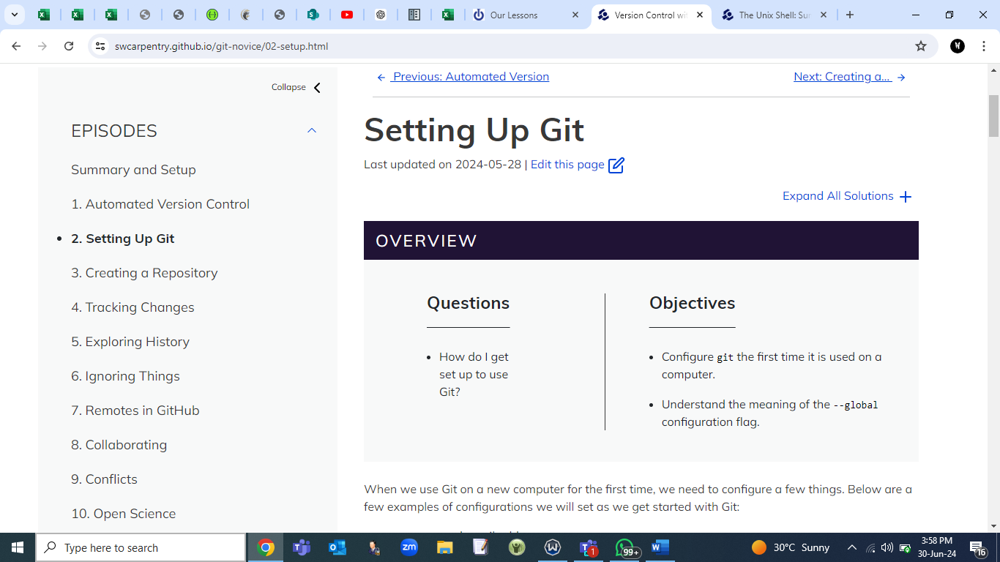 Our Lessons
Version Control wi
The Unix Shell: Su
swcarpentry.github.io/git-novice/02-setup.html
W
Collapse
EPISODES
Summary and Setup
1. Automated Version Control
2. Setting Up Git
3. Creating a Repository
4. Tracking Changes
5. Exploring History
6. Ignoring Things
7. Remotes in GitHub
8. Collaborating
9. Conflicts
10. Open Science
Previous: Automated Version
Next: Creating a...
Setting Up Git
Last updated on 2024-05-28 | Edit this page
Expand All Solutions
OVERVIEW
Questions
How do I get
set up to use
Git?
Objectives
Configure git the first time it is used on a
computer.
Understand the meaning of the --global
configuration flag.
When we use Git on a new computer for the first time, we need to configure a few things. Below are a
few examples of configurations we will set as we get started with Git:
Type here to search
zm
1
99+
30°C Sunny
3:58 PM
30-Jun-24
16